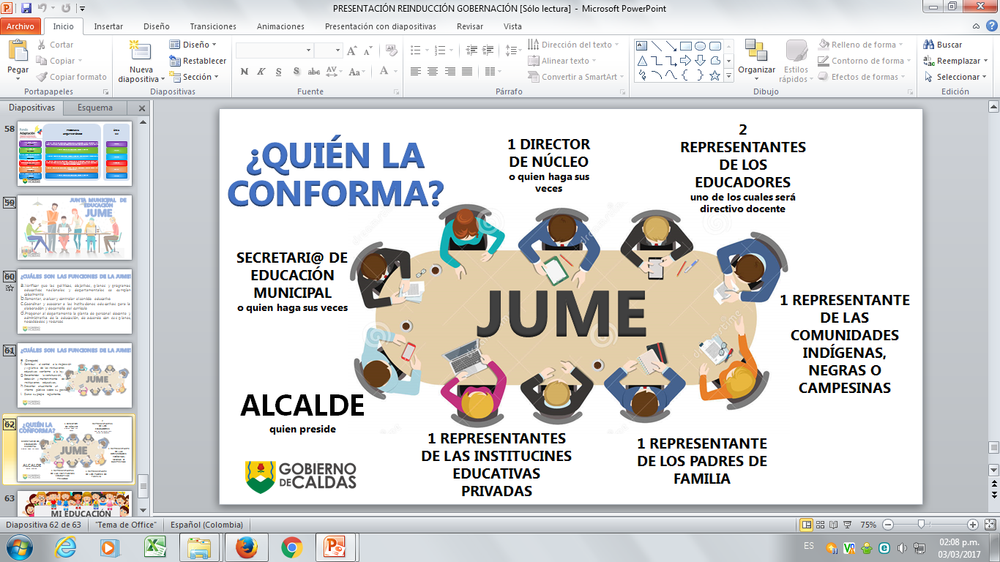 PRESENTACIÓN REINDUCCIÓN GOBERNACIÓN [Sólo lectura] - Microsoft PowerPoint
Archivo Inicio Insertar Diseño Transiciones Animaciones Presentación con diapositivas Revisar Vista
Pegar
Cortar
Copiar
Copiar formato
Portapapeles
Nueva
diapositiva
Diseño
Restablecer
Sección
Diapositivas
N K S S abc AV Aa A
Fuente
Párrafo
Dirección del texto
Alinear texto
Convertir a SmartArt
Organizar
Estilos
rápidos
Relleno de forma
Contorno de forma
Efectos de formas
Dibujo
Buscar
Reemplazar
Seleccionar
Edición
Diapositivas Esquema
58
Fondo
Adaptación
59
JUNTA MUNICIPAL DE
EDUCACIÓN
JUME
60
¿CUÁLES SON LAS FUNCIONES DE LA JUME?
61
¿CUÁLES SON LAS FUNCIONES DE LA JUME?
JUME
62
¿QUIÉN LA
CONFORMA?
JUME
ALCALDE
63
MI EDUCACIÓN
¿QUIÉN LA
CONFORMA?
1 DIRECTOR
DE NÚCLEO
o quien haga sus
veces
2
REPRESENTANTES
DE LOS
EDUCADORES
uno de los cuales será
directivo docente
SECRETARI@ DE
EDUCACIÓN
MUNICIPAL
o quien haga sus veces
JUME
1 REPRESENTANTE
DE LAS
COMUNIDADES
INDÍGENAS,
NEGRAS O
CAMPESINAS
ALCALDE
quien preside
1 REPRESENTANTES
DE LAS INSTITUCINES
EDUCATIVAS
PRIVADAS
1 REPRESENTANTE
DE LOS PADRES DE
FAMILIA
GOBIERNO
DE CALDAS
Diapositiva 62 de 63 "Tema de Office" Español (Colombia) 75%
ES 02:08 p.m.
03/03/2017